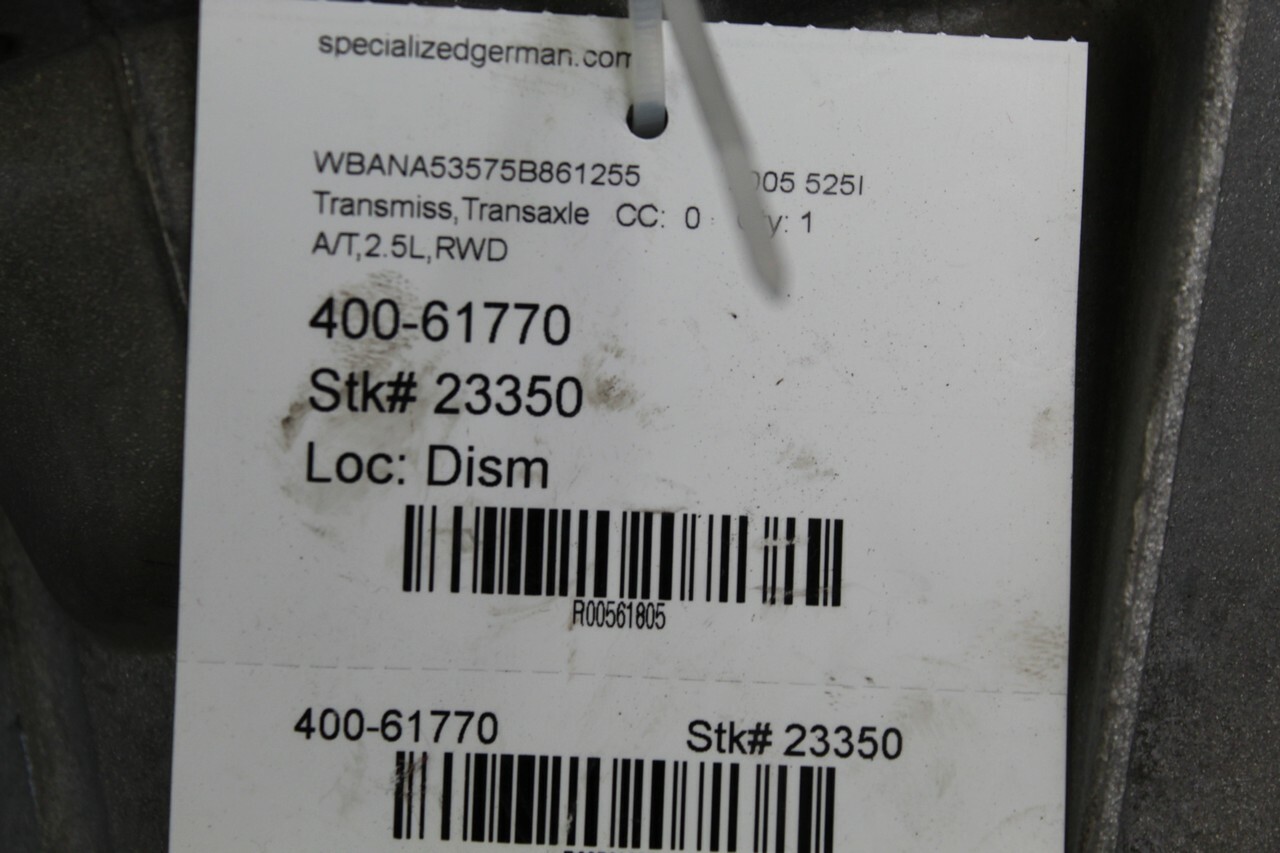 specializedgerman.com
WBANA53575B861255 005 525I
Transmiss,Transaxle CC: 0 1
A/T,2.5L,RWD
400-61770
Stk# 23350
Loc: Dism
R00561805
400-61770 Stk# 23350